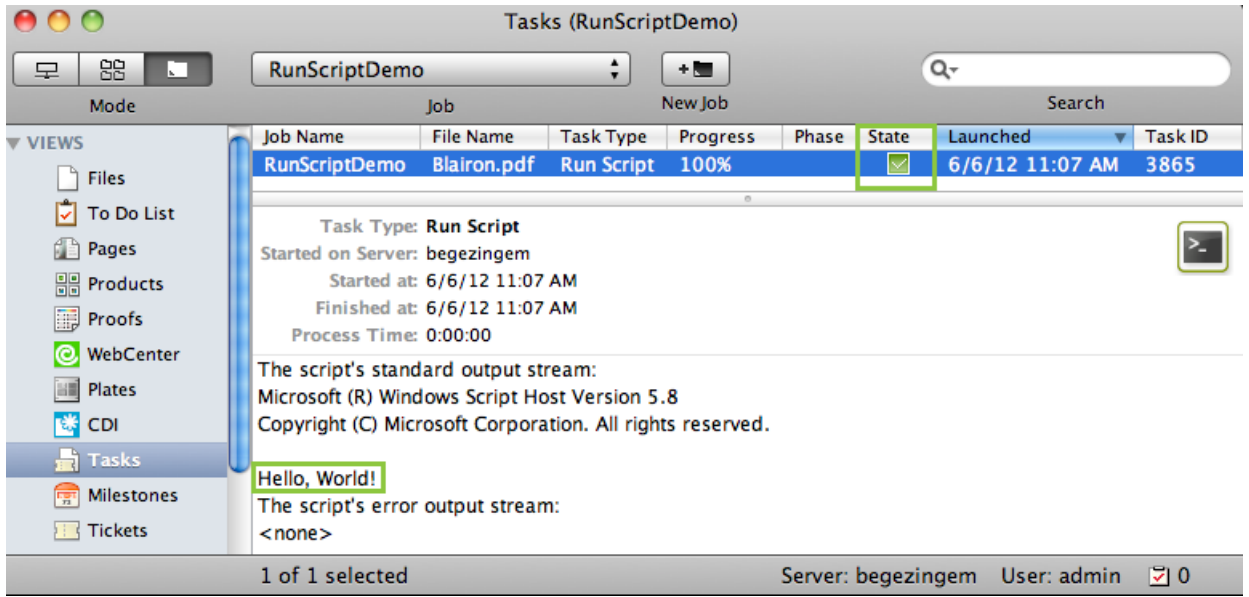 Tasks (RunScriptDemo)
RunScriptDemo
Mode Job New Job Search
VIEWS
Files
To Do List
Pages
Products
Proofs
WebCenter
Plates
CDI
Tasks
Milestones
Tickets
Job Name File Name Task Type Progress Phase State Launched Task ID
RunScriptDemo Blairon.pdf Run Script 100% 6/6/12 11:07 AM 3865
Task Type: Run Script
Started on Server: begezingem
Started at: 6/6/12 11:07 AM
Finished at: 6/6/12 11:07 AM
Process Time: 0:00:00
The script's standard output stream:
Microsoft (R) Windows Script Host Version 5.8
Copyright (C) Microsoft Corporation. All rights reserved.
Hello, World!
The script's error output stream:
<none>
1 of 1 selected Server: begezingem User: admin 0